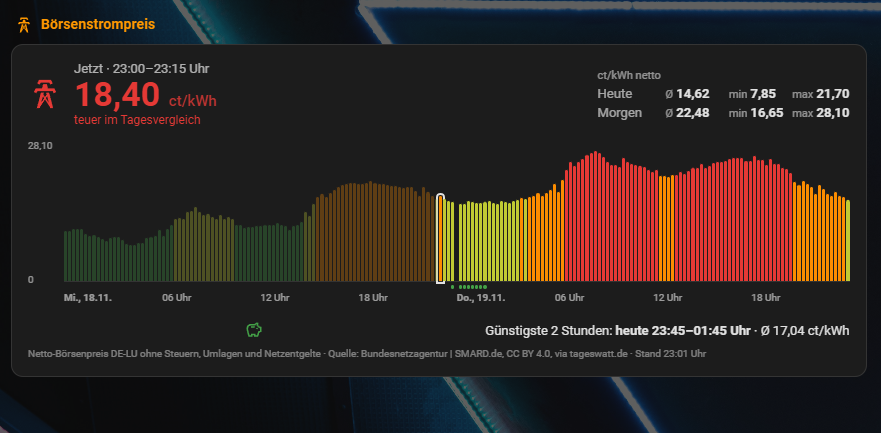 Börsenstrompreis
Jetzt · 23:00–23:15 Uhr
18,40 ct/kWh
teuer im Tagesvergleich
ct/kWh netto
Heute Ø 14,62 min 7,85 max 21,70
Morgen Ø 22,48 min 16,65 max 28,10
28,10
0
Mi., 18.11. 06 Uhr 12 Uhr 18 Uhr Do., 19.11. 06 Uhr 12 Uhr 18 Uhr
Günstigste 2 Stunden: heute 23:45–01:45 Uhr · Ø 17,04 ct/kWh
Netto-Börsenpreis DE-LU ohne Steuern, Umlagen und Netzentgelte · Quelle: Bundesnetzagentur | SMARD.de, CC BY 4.0, via tageswatt.de · Stand 23:01 Uhr